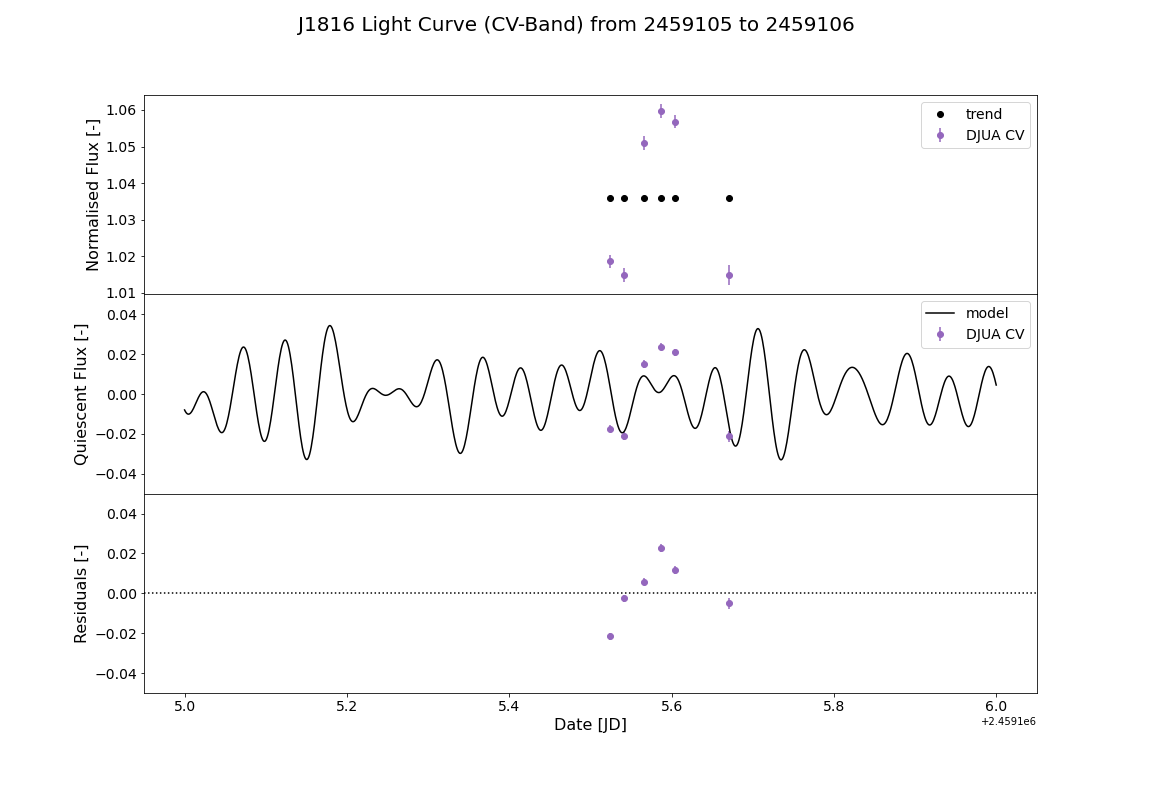 J1816 Light Curve (CV-Band) from 2459105 to 2459106
Normalised Flux [-]
1.06
1.05
1.04
1.03
1.02
1.01
trend
DJUA CV
Quiescent Flux [-]
0.04
0.02
0.00
−0.02
−0.04
model
DJUA CV
Residuals [-]
0.04
0.02
0.00
−0.02
−0.04
5.0 5.2 5.4 5.6 5.8 6.0
Date [JD]
+2.4591e6